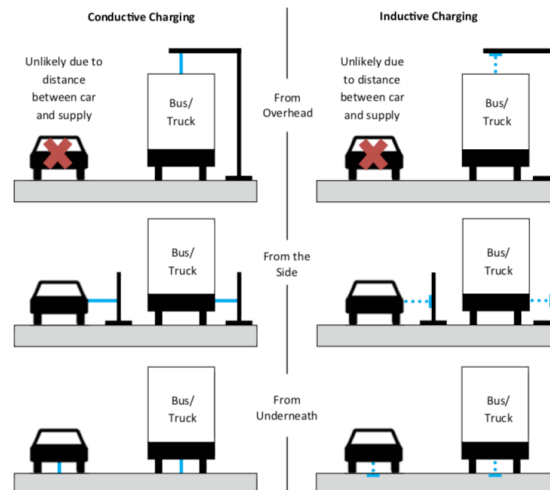 Conductive Charging
Inductive Charging
Unlikely due to
distance
between car
and supply
Bus/
Truck
From
Overhead
Unlikely due
to distance
between car
and supply
Bus/
Truck
Bus/
Truck
From the
Side
Bus/
Truck
Bus/
Truck
From
Underneath
Bus/
Truck